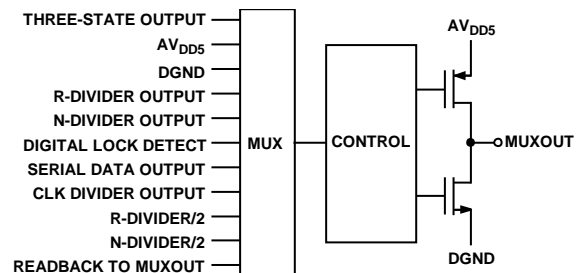 THREE-STATE OUTPUT
AVDD5
DGND
R-DIVIDER OUTPUT
N-DIVIDER OUTPUT
DIGITAL LOCK DETECT
SERIAL DATA OUTPUT
CLK DIVIDER OUTPUT
R-DIVIDER/2
N-DIVIDER/2
READBACK TO MUXOUT
MUX
CONTROL
AVDD5
MUXOUT
DGND